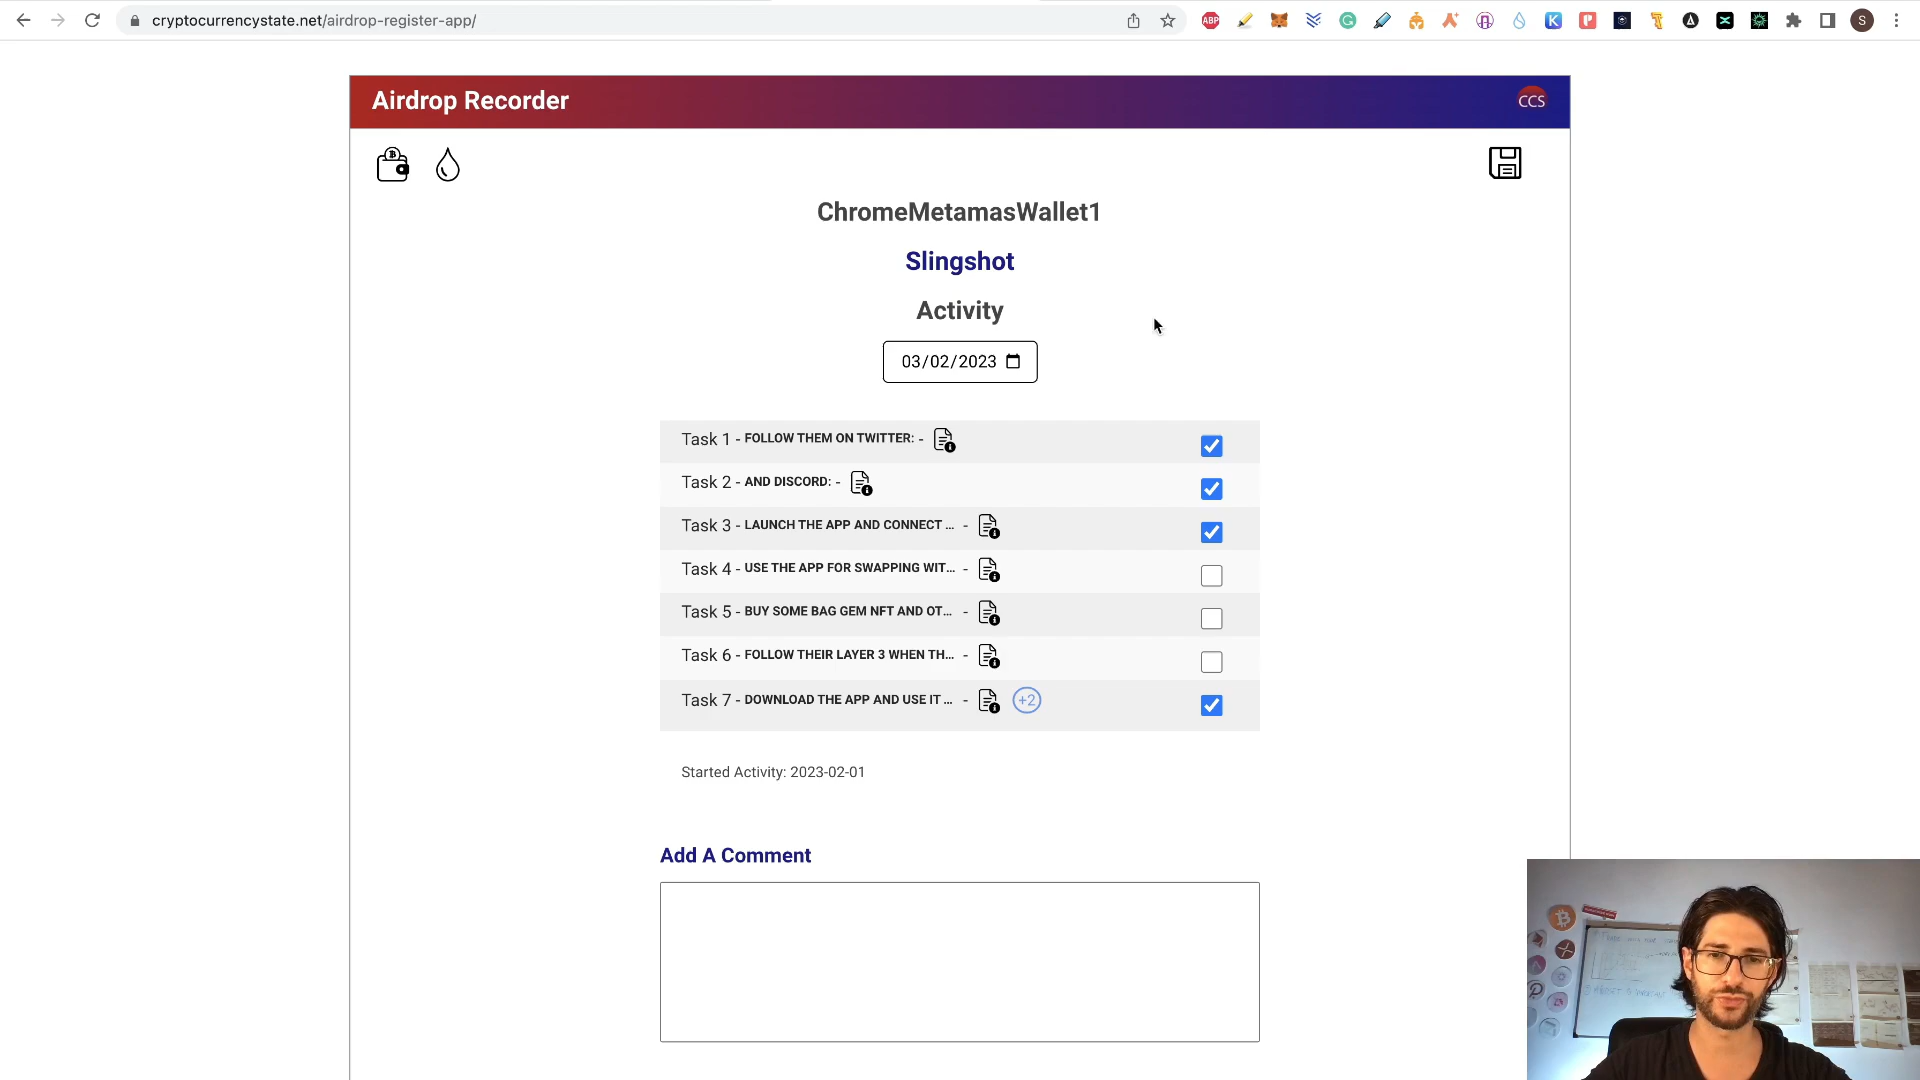 cryptocurrencystate.net/airdrop-register-app/
ABP
S
Airdrop Recorder
CCS
ChromeMetamasWallet1
Slingshot
Activity
03/02/2023
Task 1 - FOLLOW THEM ON TWITTER: -
Task 2 - AND DISCORD: -
Task 3 - LAUNCH THE APP AND CONNECT ... -
Task 4 - USE THE APP FOR SWAPPING WIT... -
Task 5 - BUY SOME BAG GEM NFT AND OT... -
Task 6 - FOLLOW THEIR LAYER 3 WHEN TH... -
Task 7 - DOWNLOAD THE APP AND USE IT ... - +2
Started Activity: 2023-02-01
Add A Comment